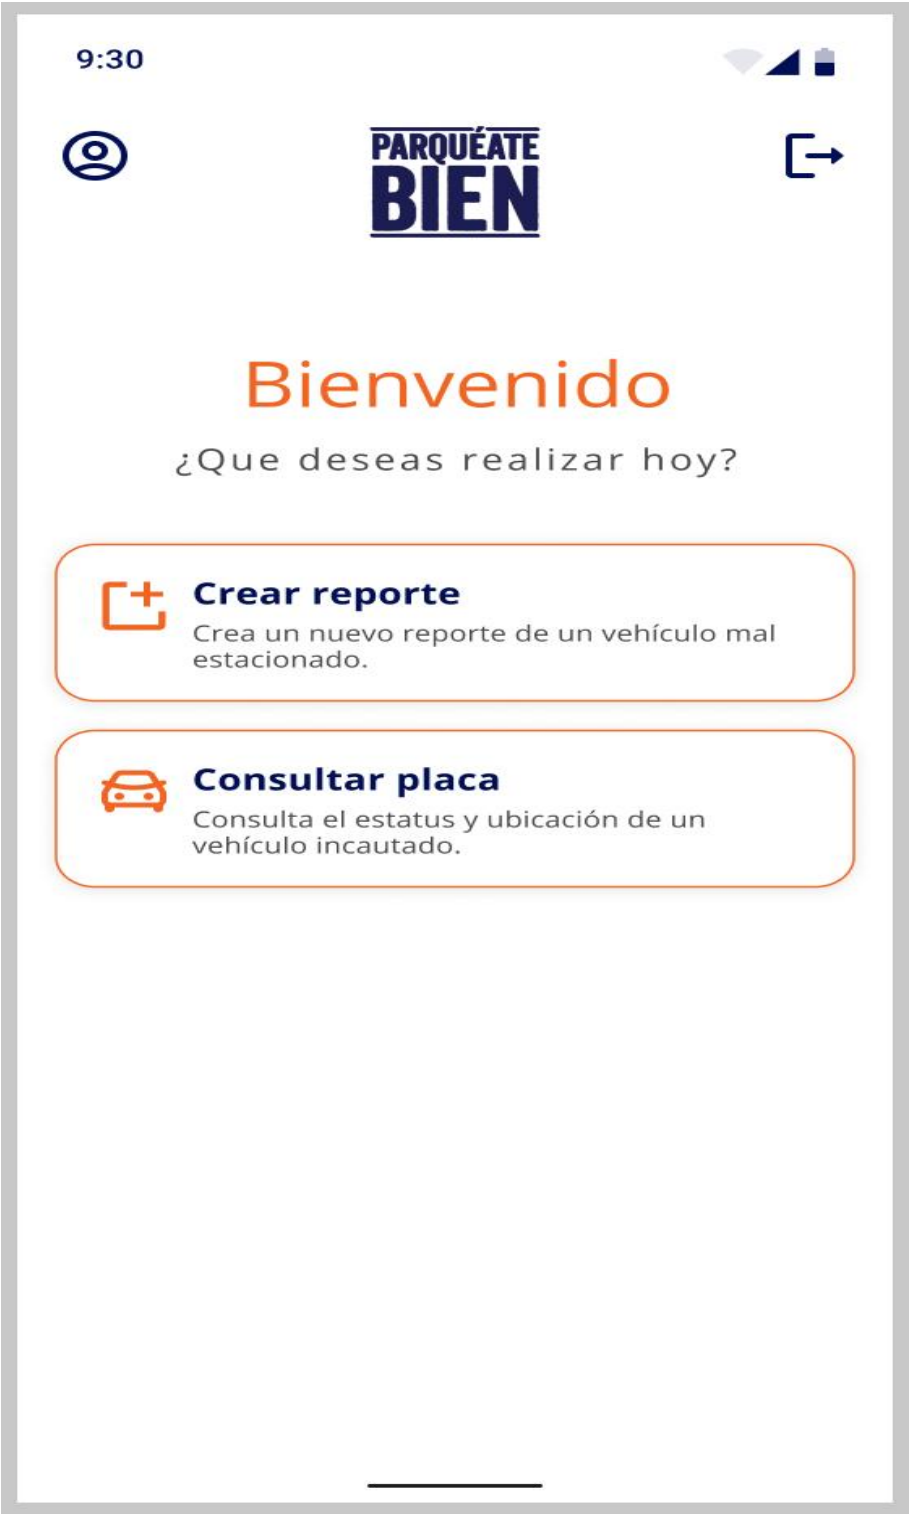 9:30
PARQUÉATE
BIEN
Bienvenido
¿Que deseas realizar hoy?
Crear reporte
Crea un nuevo reporte de un vehículo mal
estacionado.
Consultar placa
Consulta el estatus y ubicación de un
vehículo incautado.